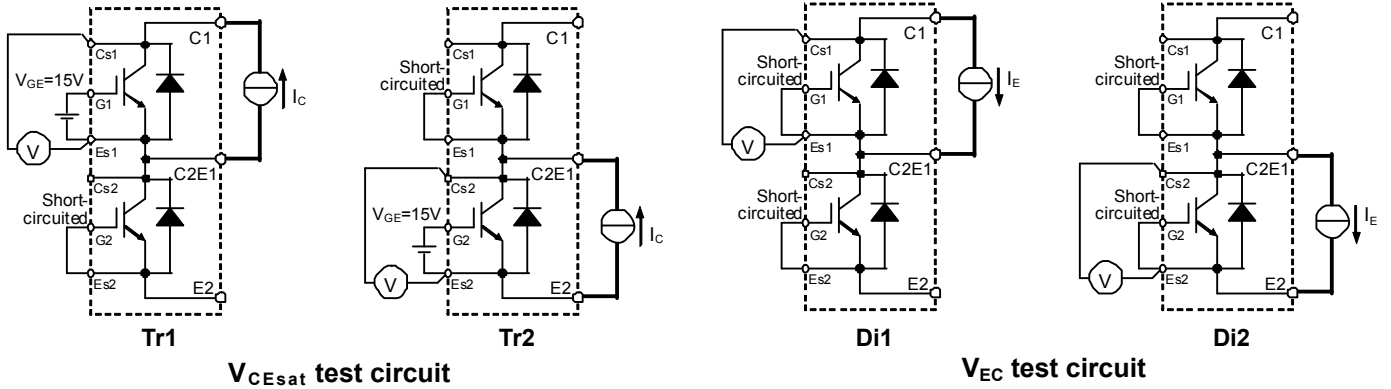 C1
Cs1
V_GE=15V
G1
I_C
V
Es1
C2E1
Cs2
Short-
circuited
G2
Es2
E2
Tr1
C1
Cs1
Short-
circuited
G1
Es1
C2E1
Cs2
V_GE=15V
G2
I_C
V
Es2
E2
Tr2
V_CEsat test circuit
C1
Cs1
Short-
circuited
G1
I_E
V
Es1
C2E1
Cs2
Short-
circuited
G2
Es2
E2
Di1
C1
Cs1
Short-
circuited
G1
Es1
C2E1
Cs2
Short-
circuited
G2
I_E
V
Es2
E2
Di2
V_EC test circuit